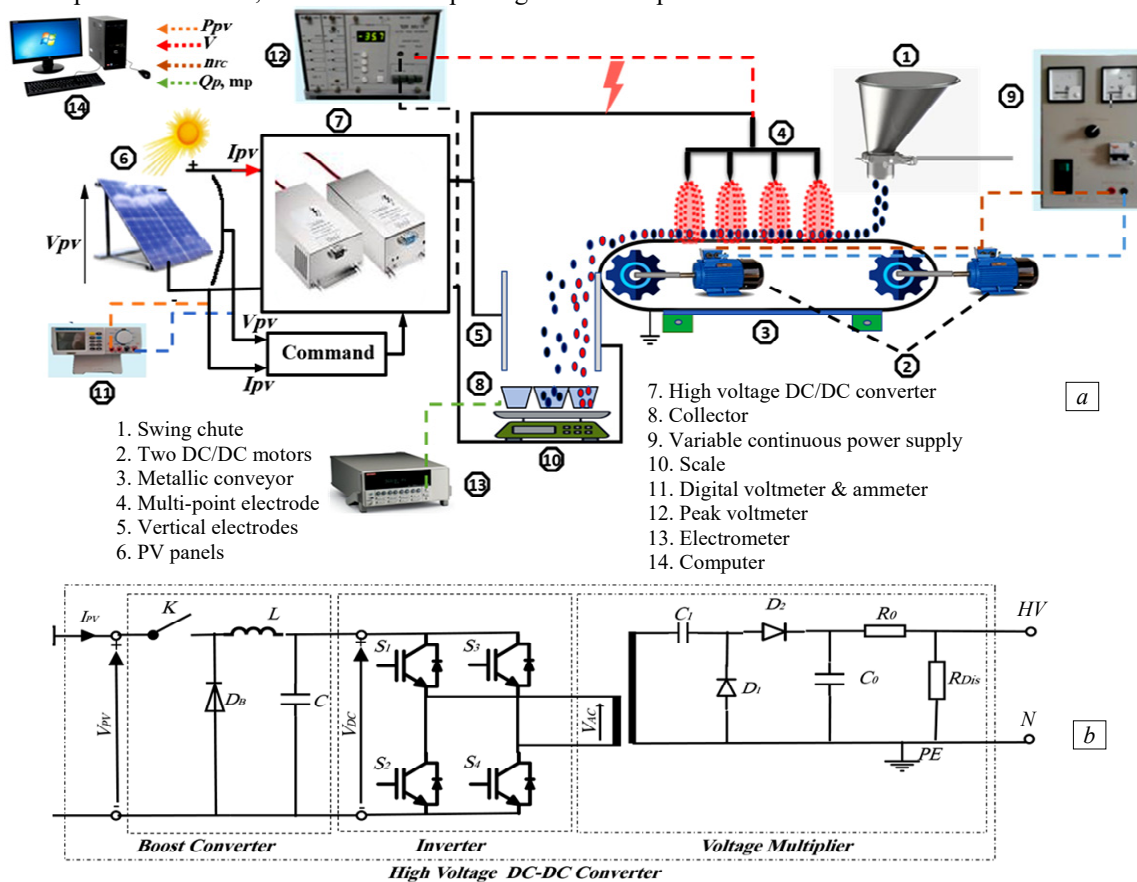 Ppv
V
nrc
Qp, mp
14
12
357
1
9
7
4
6
Ipv
+
Vpv
-
Vpv
Command
Ipv
11
5
8
3
2
10
13
a
1. Swing chute
2. Two DC/DC motors
3. Metallic conveyor
4. Multi-point electrode
5. Vertical electrodes
6. PV panels
7. High voltage DC/DC converter
8. Collector
9. Variable continuous power supply
10. Scale
11. Digital voltmeter & ammeter
12. Peak voltmeter
13. Electrometer
14. Computer
IPV
K
L
+
VPV
-
DB
C
+
VDC
-
S1
S3
S2
S4
VAC
C1
D2
D1
C0
R0
RDis
HV
N
PE
b
Boost Converter
Inverter
Voltage Multiplier
High Voltage DC-DC Converter